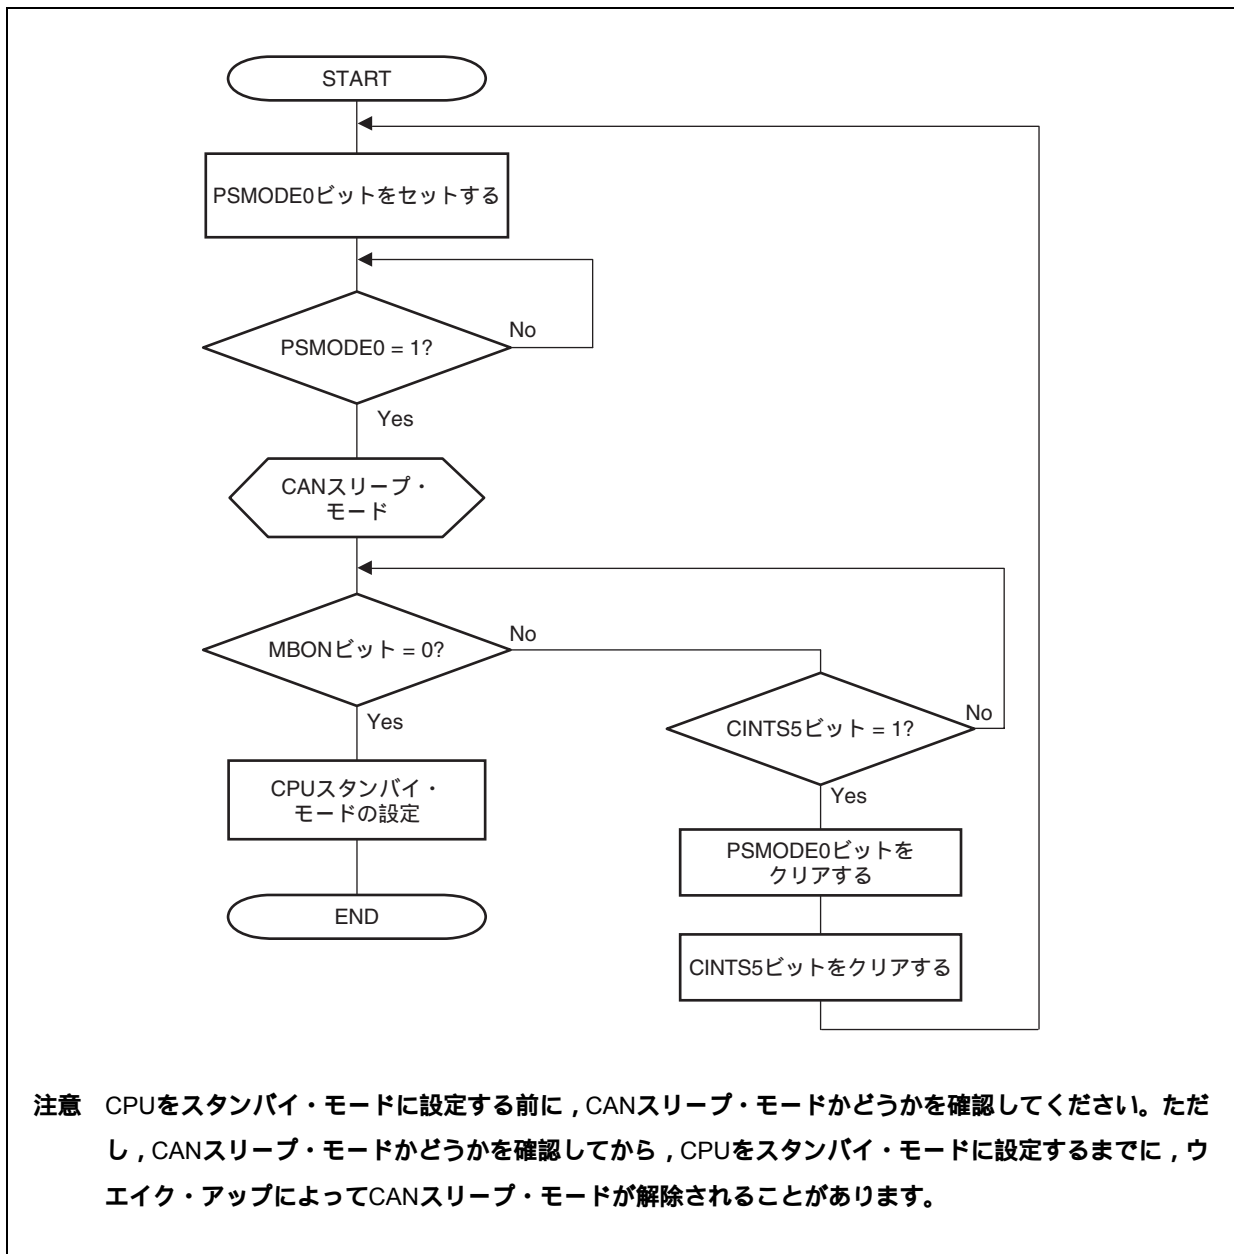 START
PSMODE0ビットをセットする
PSMODE0 = 1?
No
Yes
CANスリープ・
モード
MBONビット = 0?
No
Yes
CINTS5ビット = 1?
No
Yes
CPUスタンバイ・
モードの設定
PSMODE0ビットを
クリアする
END
CINTS5ビットをクリアする
注意 CPUをスタンバイ・モードに設定する前に，CANスリープ・モードかどうかを確認してください。ただ
し，CANスリープ・モードかどうかを確認してから，CPUをスタンバイ・モードに設定するまでに，ウ
エイク・アップによってCANスリープ・モードが解除されることがあります。